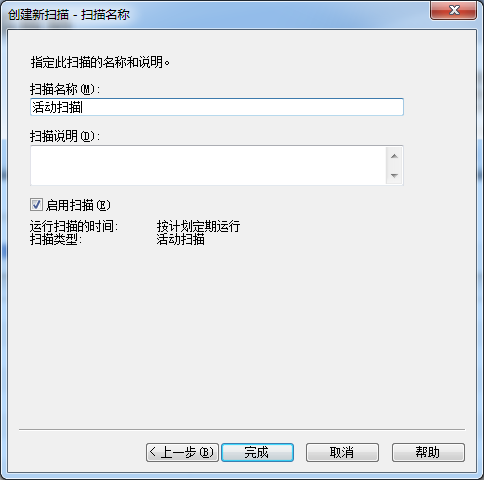 创建新扫描 - 扫描名称
指定此扫描的名称和说明。
扫描名称(M):
活动扫描
扫描说明(D):
启用扫描(E)
运行扫描的时间: 按计划定期运行
扫描类型: 活动扫描
< 上一步(B) 完成 取消 帮助